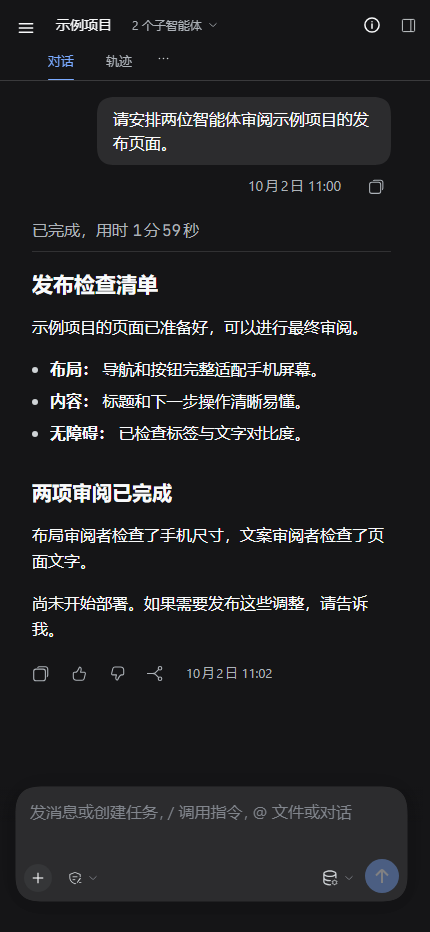 示例项目
2 个子智能体
对话
轨迹
...
请安排两位智能体审阅示例项目的发
布页面。
10月2日 11:00
已完成，用时 1分59秒
发布检查清单
示例项目的页面已准备好，可以进行最终审阅。
• 布局： 导航和按钮完整适配手机屏幕。
• 内容： 标题和下一步操作清晰易懂。
• 无障碍： 已检查标签与文字对比度。
两项审阅已完成
布局审阅者检查了手机尺寸，文案审阅者检查了页
面文字。
尚未开始部署。如果需要发布这些调整，请告诉
我。
10月2日 11:02
发消息或创建任务, / 调用指令, @ 文件或对话